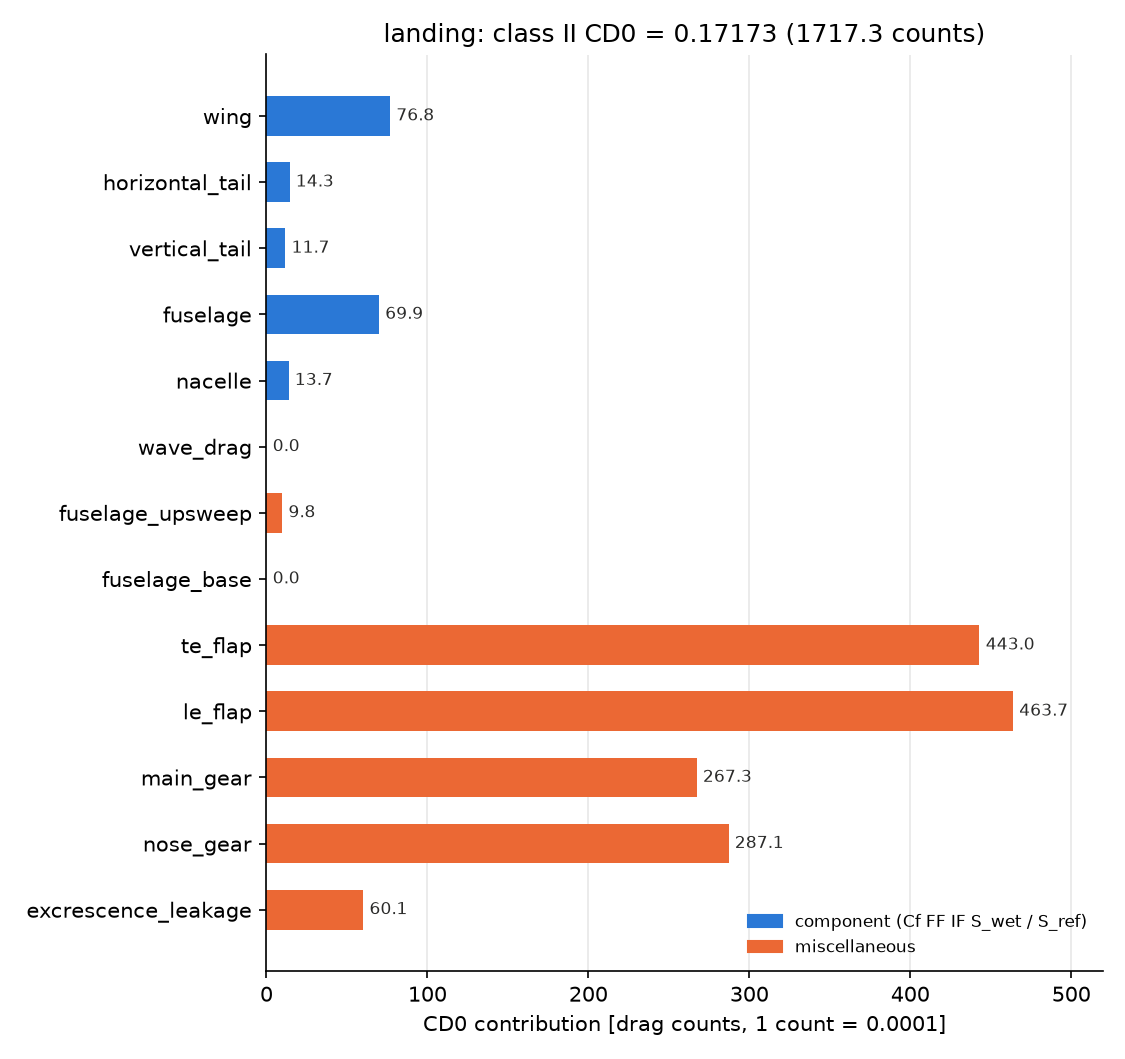 landing: class II CD0 = 0.17173 (1717.3 counts)
wing 76.8
horizontal_tail 14.3
vertical_tail 11.7
fuselage 69.9
nacelle 13.7
wave_drag 0.0
fuselage_upsweep 9.8
fuselage_base 0.0
te_flap 443.0
le_flap 463.7
main_gear 267.3
nose_gear 287.1
excrescence_leakage 60.1
component (Cf FF IF S_wet / S_ref)
miscellaneous
0 100 200 300 400 500
CD0 contribution [drag counts, 1 count = 0.0001]